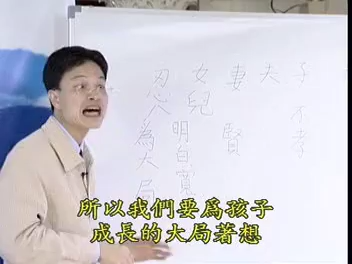 子不孝
夫
妻賢
女兒明白寬
忍為大局
所以我們要為孩子
成長的大局著想